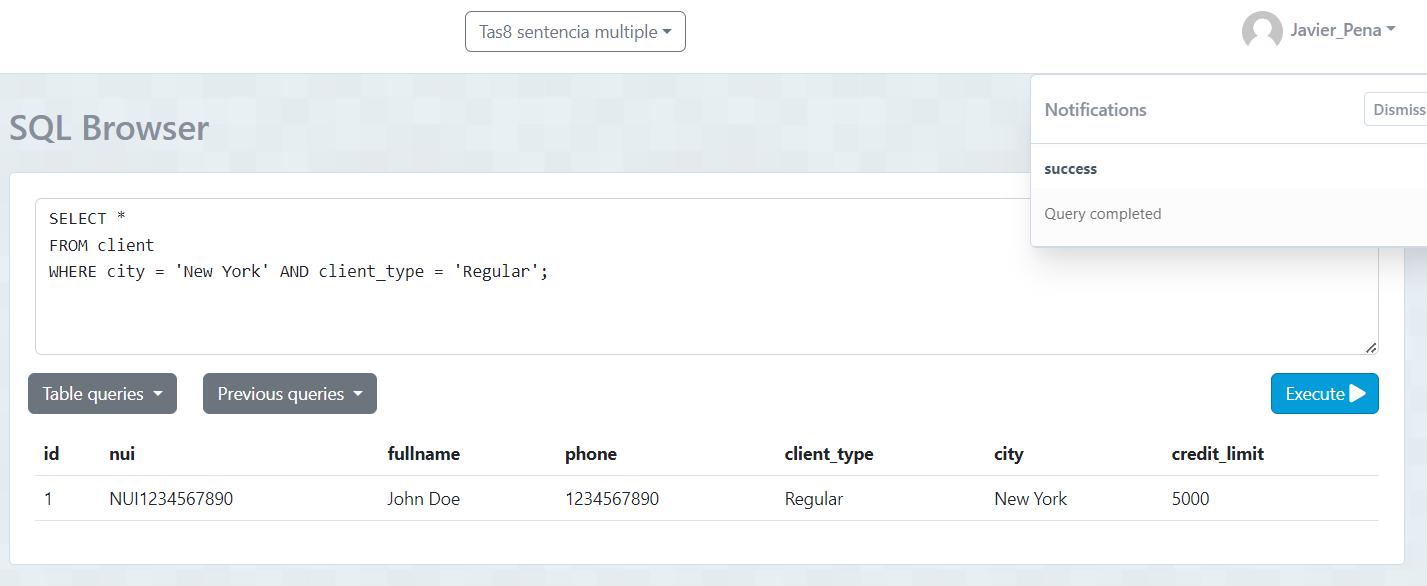 Tas8 sentencia multiple
Javier_Pena
SQL Browser
Notifications
Dismiss
success
Query completed
SELECT *
FROM client
WHERE city = 'New York' AND client_type = 'Regular';
Table queries
Previous queries
Execute
id nui fullname phone client_type city credit_limit
1 NUI1234567890 John Doe 1234567890 Regular New York 5000